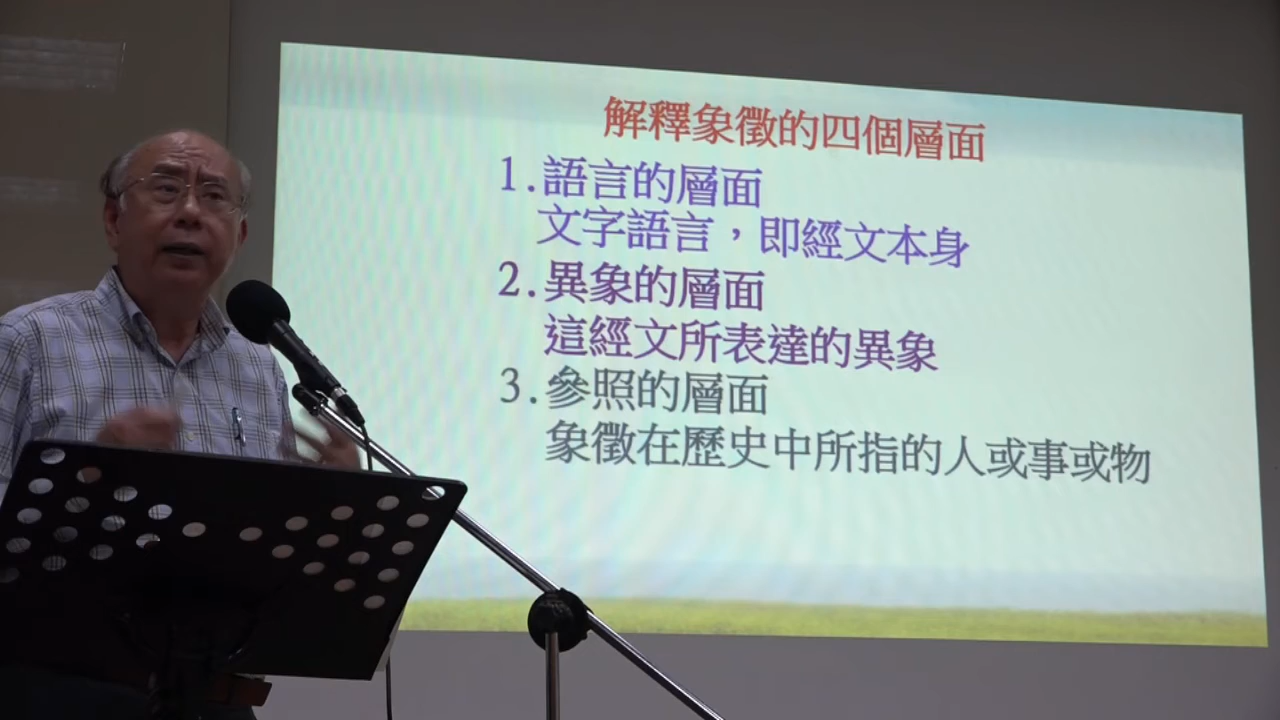 解釋象徵的四個層面
1.語言的層面
文字語言，即經文本身
2.異象的層面
這經文所表達的異象
3.參照的層面
象徵在歷史中所指的人或事或物